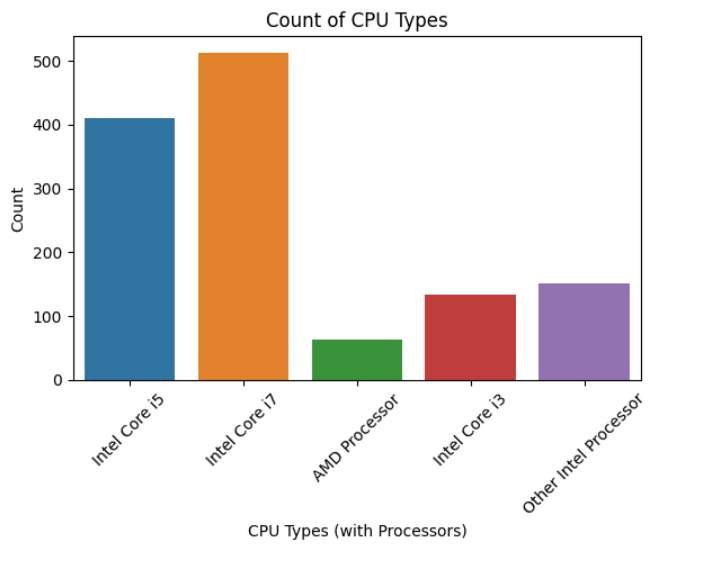 Count of CPU Types
500
400
300
200
100
0
Count
Intel Core i5
Intel Core i7
AMD Processor
Intel Core i3
Other Intel Processor
CPU Types (with Processors)